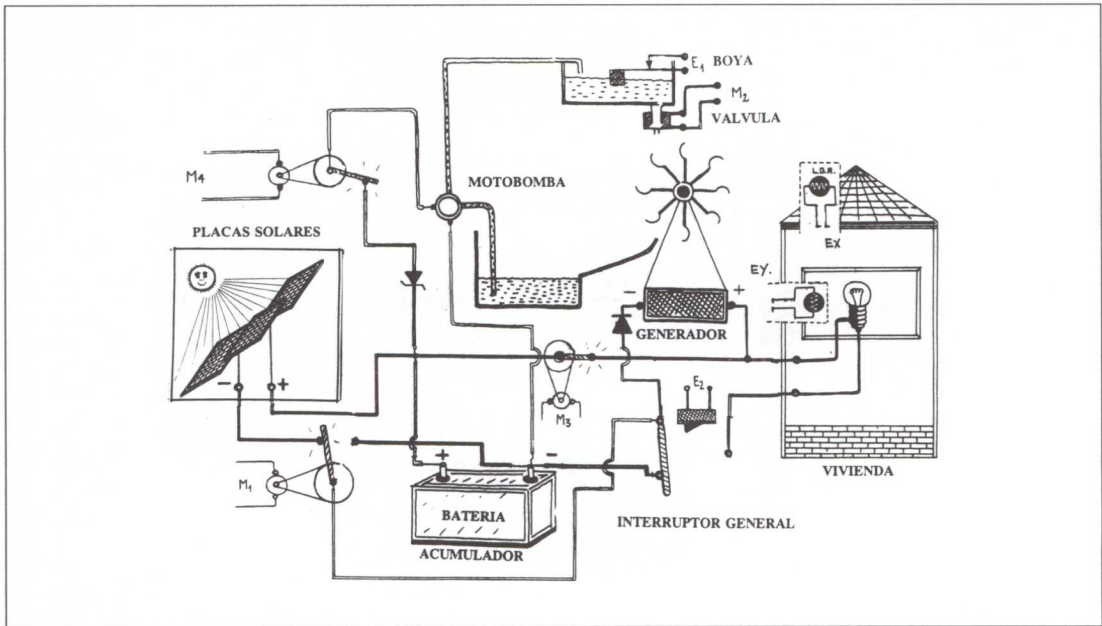 E1 BOYA
M2
VALVULA
L.D.R.
EX
M4
MOTOBOMBA
PLACAS SOLARES
EY.
- +
GENERADOR
- +
E2
M3
+ -
M1
BATERIA
ACUMULADOR
INTERRUPTOR GENERAL
VIVIENDA